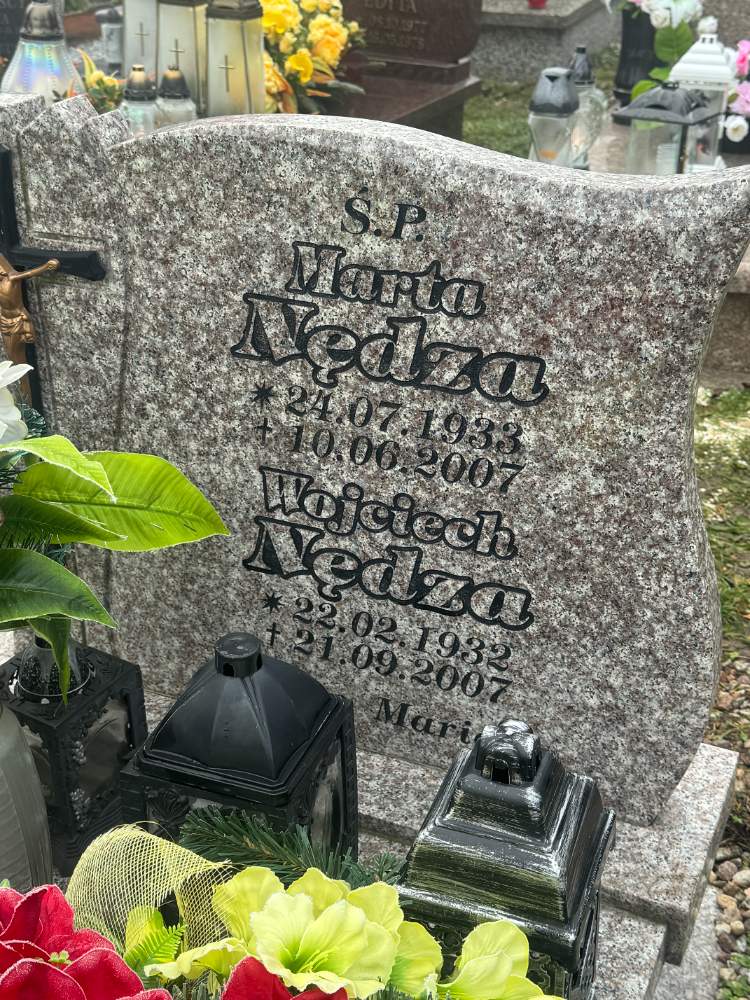 Ś.P.
Marta
Nędza
* 24.07.1933
† 10.06.2007
Wojciech
Nędza
* 22.02.1932
† 21.09.2007